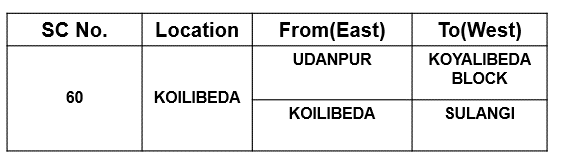 SC No. Location From(East) To(West)
60 KOILIBEDA UDANPUR KOYALIBEDA
BLOCK
KOILIBEDA SULANGI